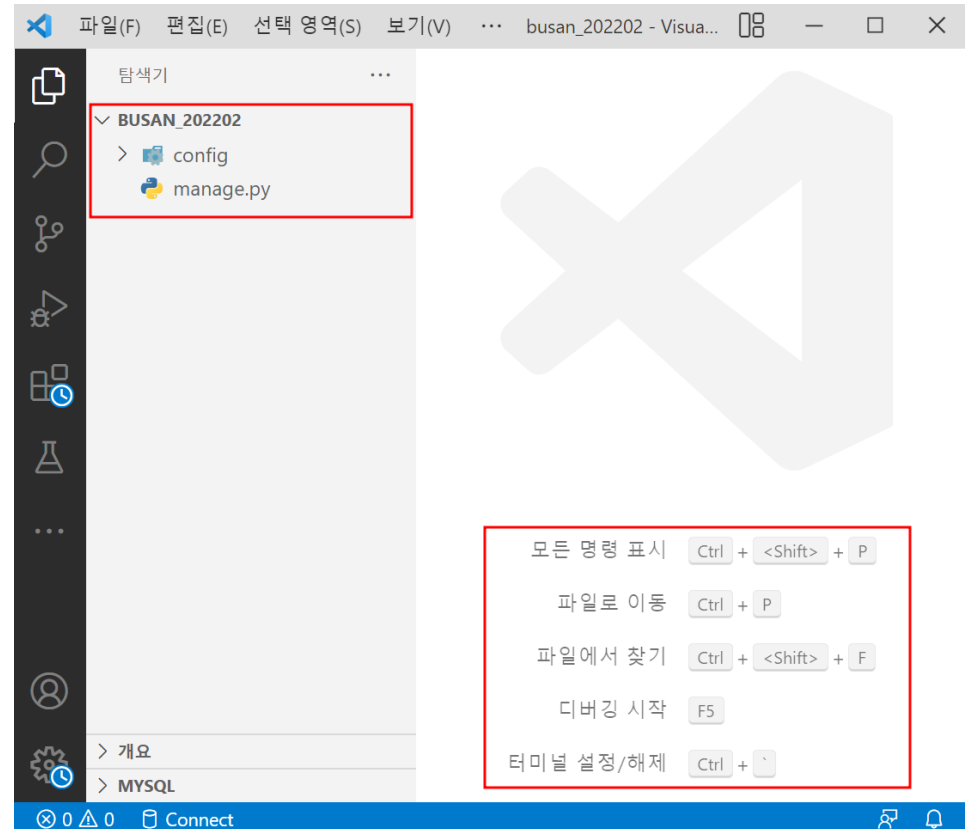 파일(F) 편집(E) 선택 영역(S) 보기(V) ··· busan_202202 - Visua...
탐색기 ···
BUSAN_202202
config
manage.py
모든 명령 표시 Ctrl + <Shift> + P
파일로 이동 Ctrl + P
파일에서 찾기 Ctrl + <Shift> + F
디버깅 시작 F5
터미널 설정/해제 Ctrl + `
개요
MYSQL
0 0 Connect